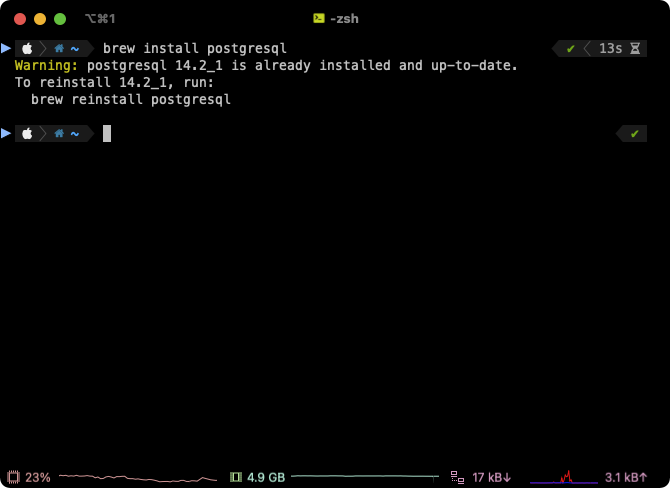 ⌥⌘1
-zsh
~ brew install postgresql ✔ 13s
Warning: postgresql 14.2_1 is already installed and up-to-date.
To reinstall 14.2_1, run:
brew reinstall postgresql
~ ✔
23% 4.9 GB 17 kB↓ 3.1 kB↑